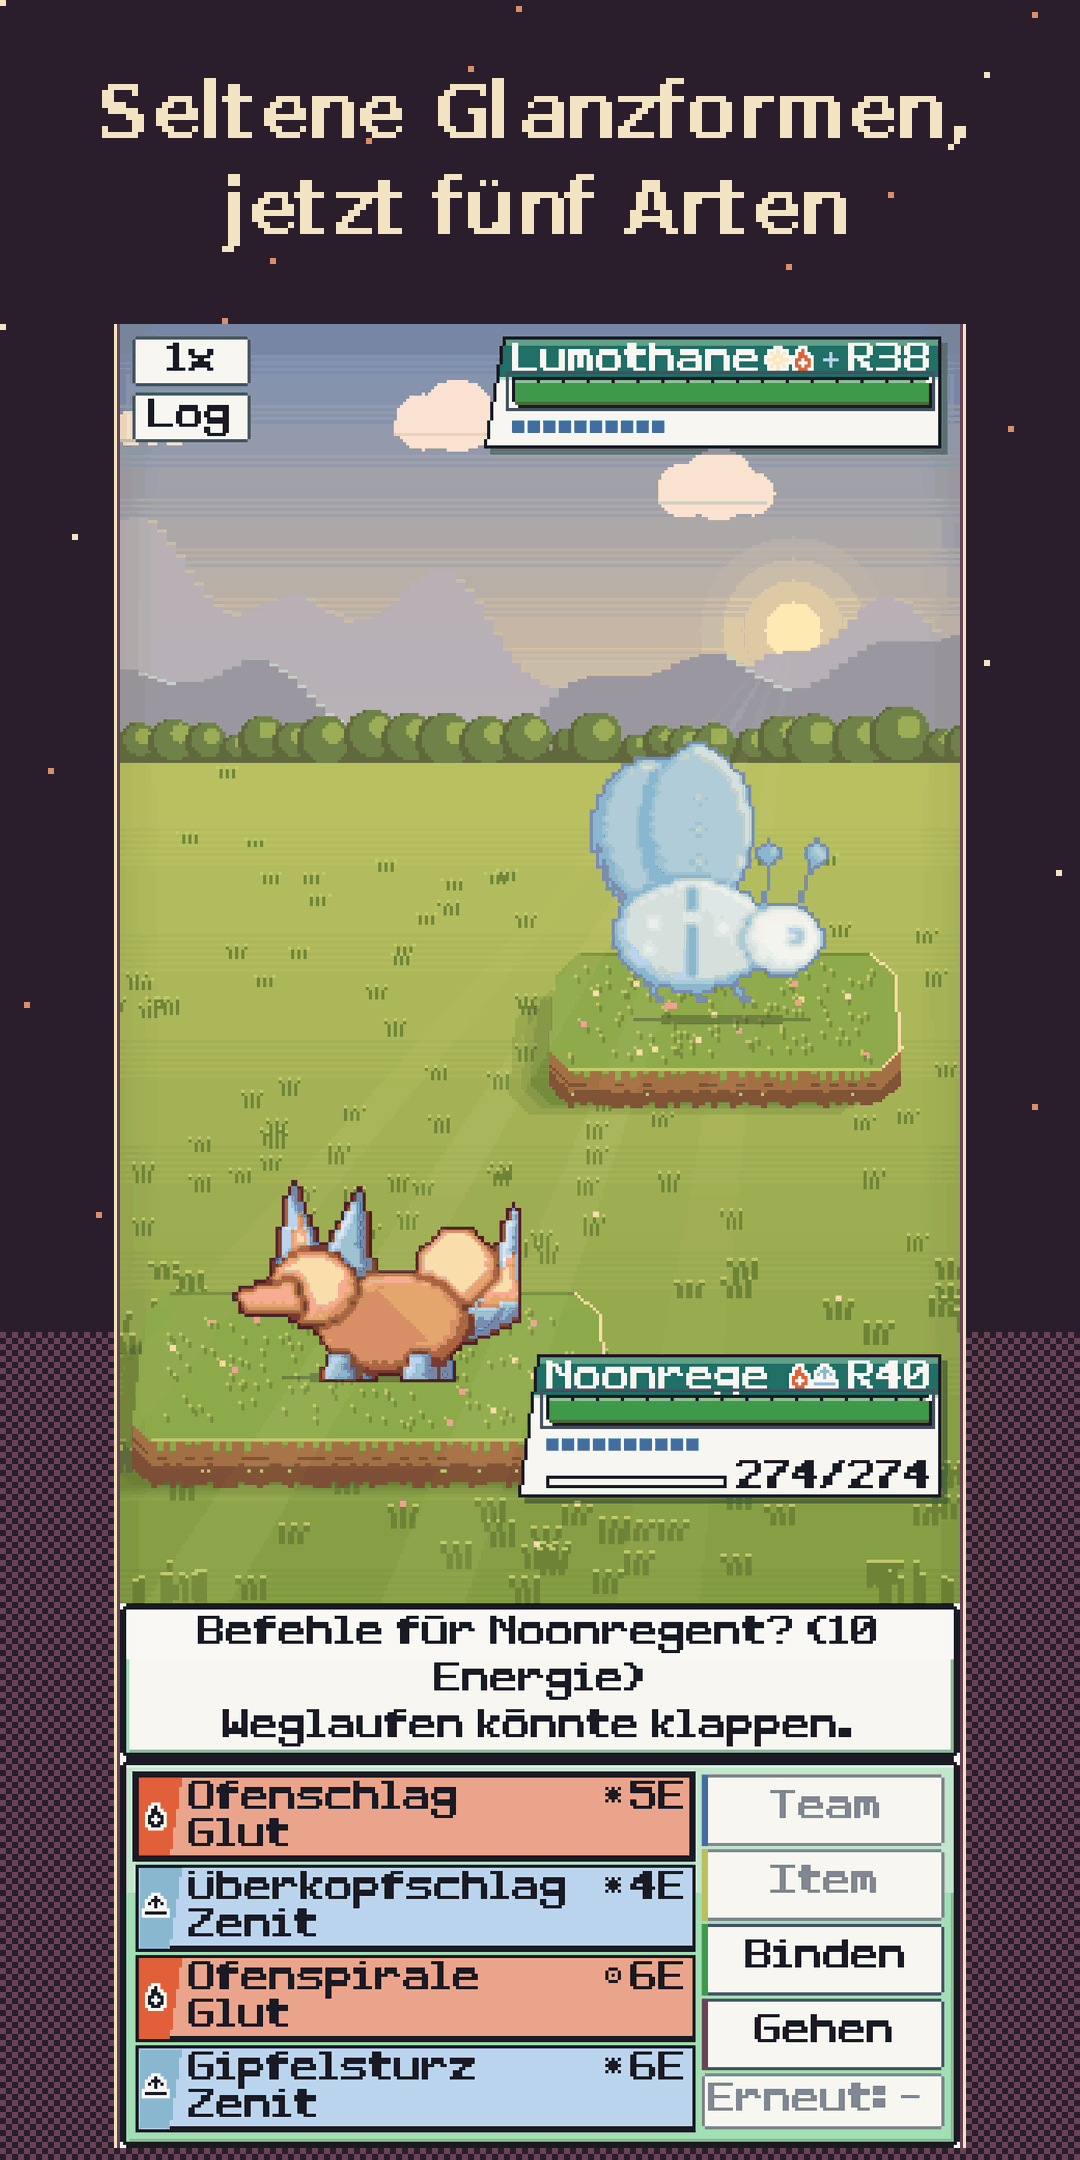 Seltene Glanzformen,
jetzt fünf Arten
1x
Log
Lumothane + R38
Noonrege R40
274/274
Befehle für Noonregent? (10
Energie)
Weglaufen könnte klappen.
Ofenschlag *5E
Glut
Überkopfschlag *4E
Zenit
Ofenspirale ¤6E
Glut
Gipfelsturz *6E
Zenit
Team
Item
Binden
Gehen
Erneut: -